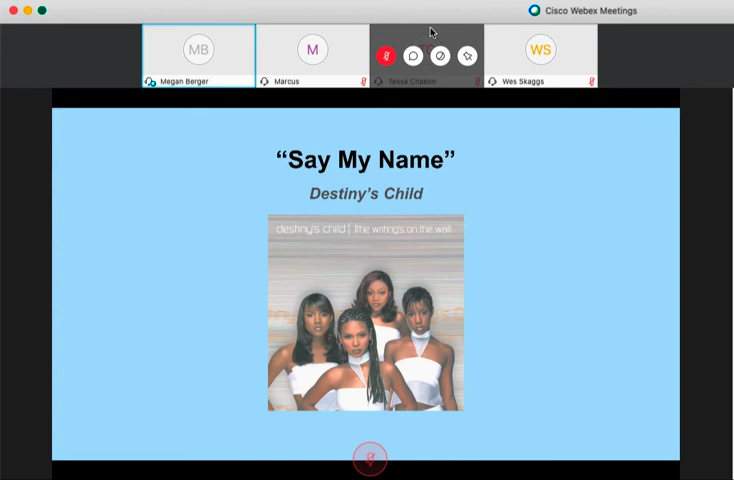 Cisco Webex Meetings
MB
M
WS
Megan Berger
Marcus
Tessa Chason
Wes Skaggs
“Say My Name”
Destiny’s Child
destiny's child | the writing's on the wall